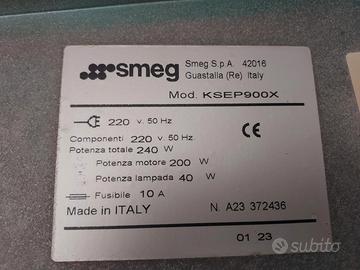 smeg
Smeg S.p.A. 42016
Guastalla (Re) Italy
Mod. KSEP900X
220 v. 50 Hz
Componenti 220 v. 50 Hz
Potenza totale 240 W
Potenza motore 200 W
Potenza lampada 40 W
Fusibile 10 A
Made in ITALY
N. A23 372436
01 23
CE
subito